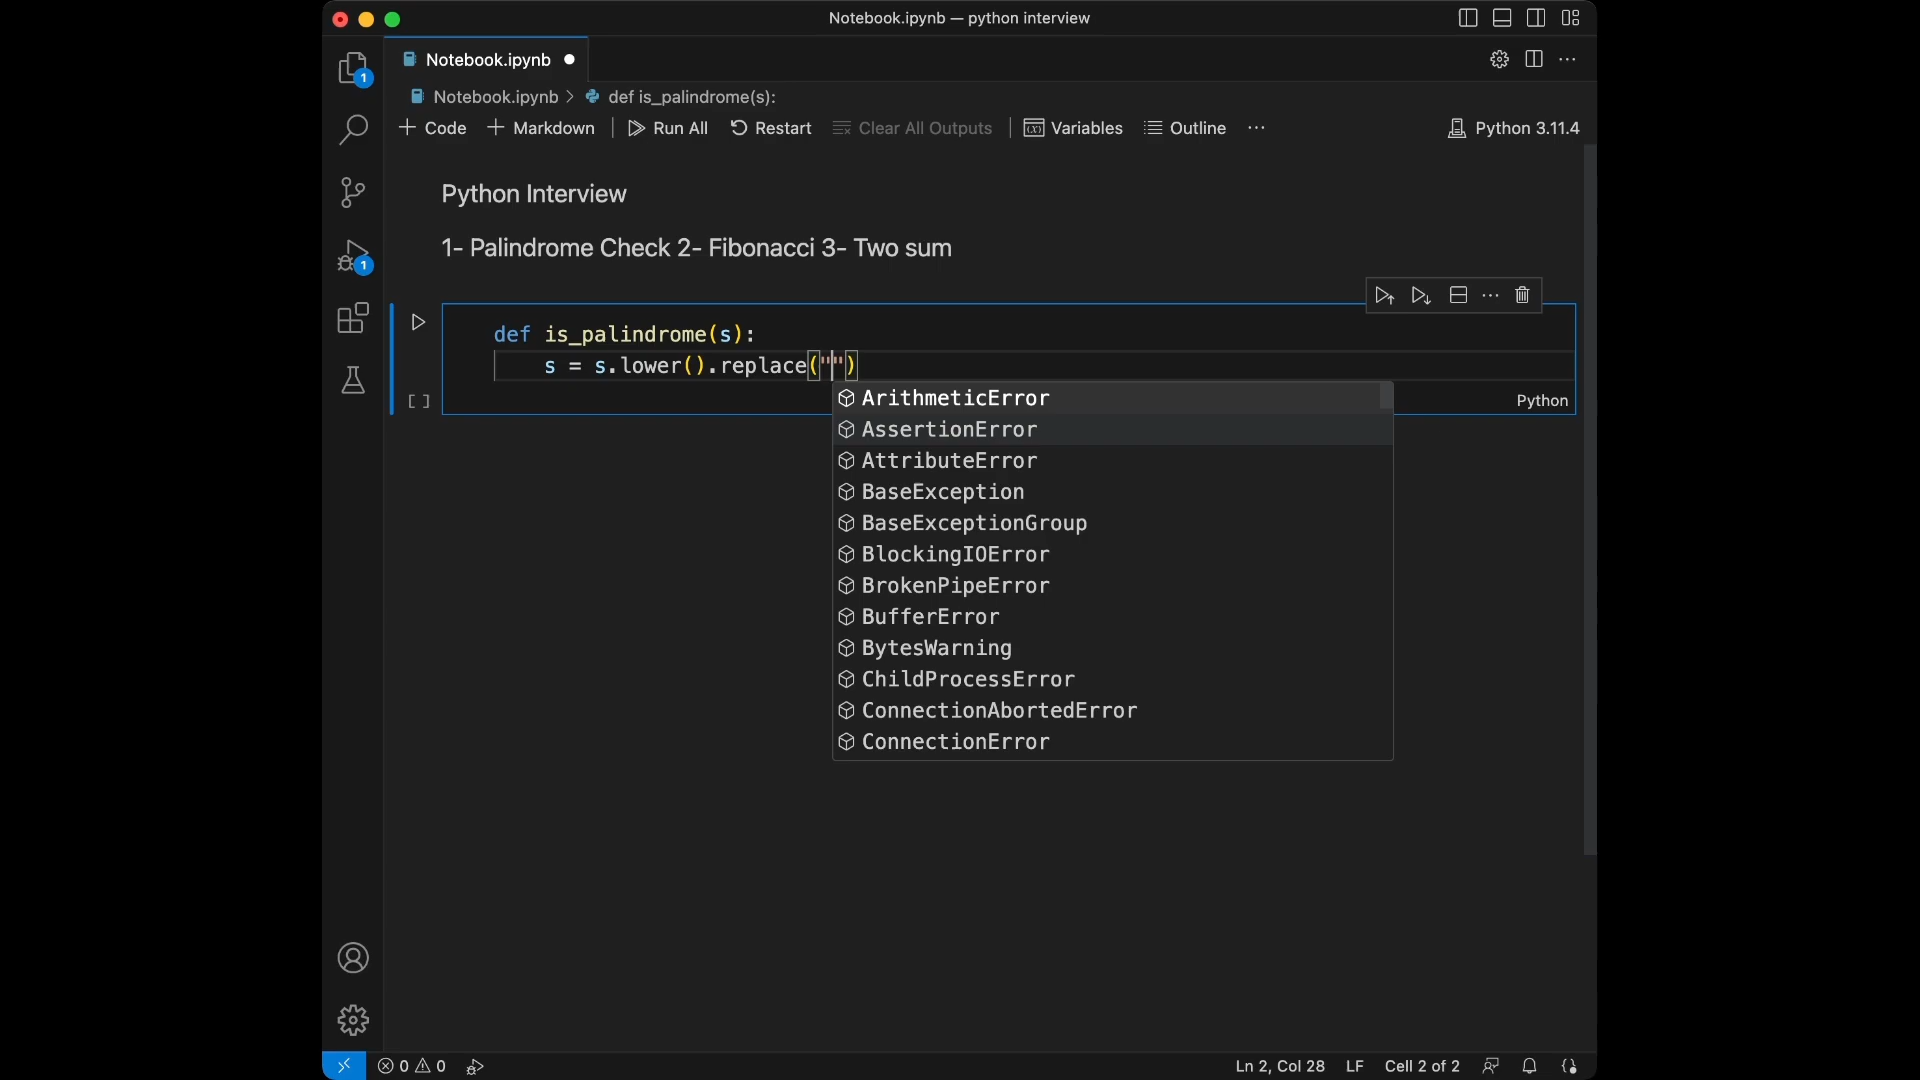 Notebook.ipynb — python interview
Notebook.ipynb
Notebook.ipynb > def is_palindrome(s):
Code Markdown Run All Restart Clear All Outputs Variables Outline ... Python 3.11.4
Python Interview
1- Palindrome Check 2- Fibonacci 3- Two sum
def is_palindrome(s):
s = s.lower().replace("")
[ ] Python
ArithmeticError
AssertionError
AttributeError
BaseException
BaseExceptionGroup
BlockingIOError
BrokenPipeError
BufferError
BytesWarning
ChildProcessError
ConnectionAbortedError
ConnectionError
1
1
0 0 Ln 2, Col 28 LF Cell 2 of 2